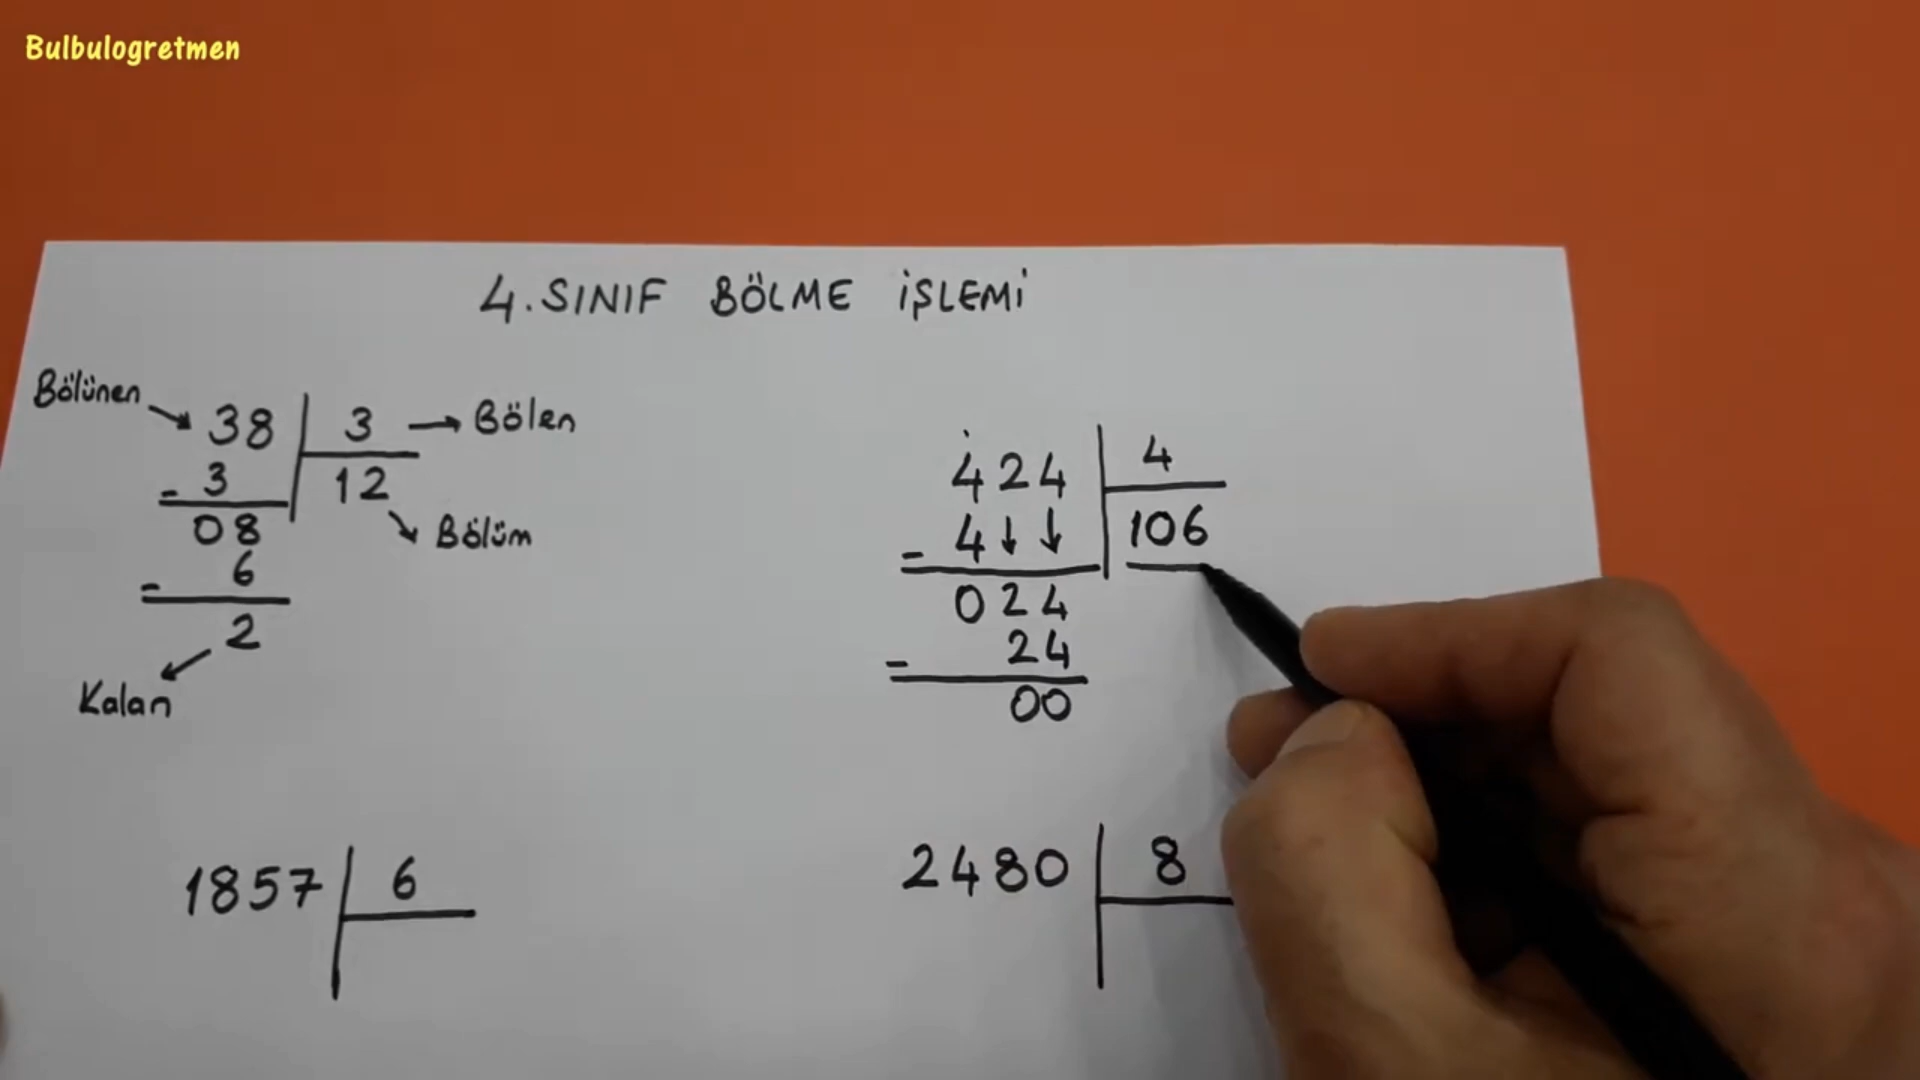 Bulbulogretmen
4.SINIF BÖLME İŞLEMİ
Bölünen
38 3 → Bölen
- 3 12
08 Bölüm
- 6
2
Kalan
424 4
- 4↓↓ 106
024
- 24
00
1857 6
2480 8